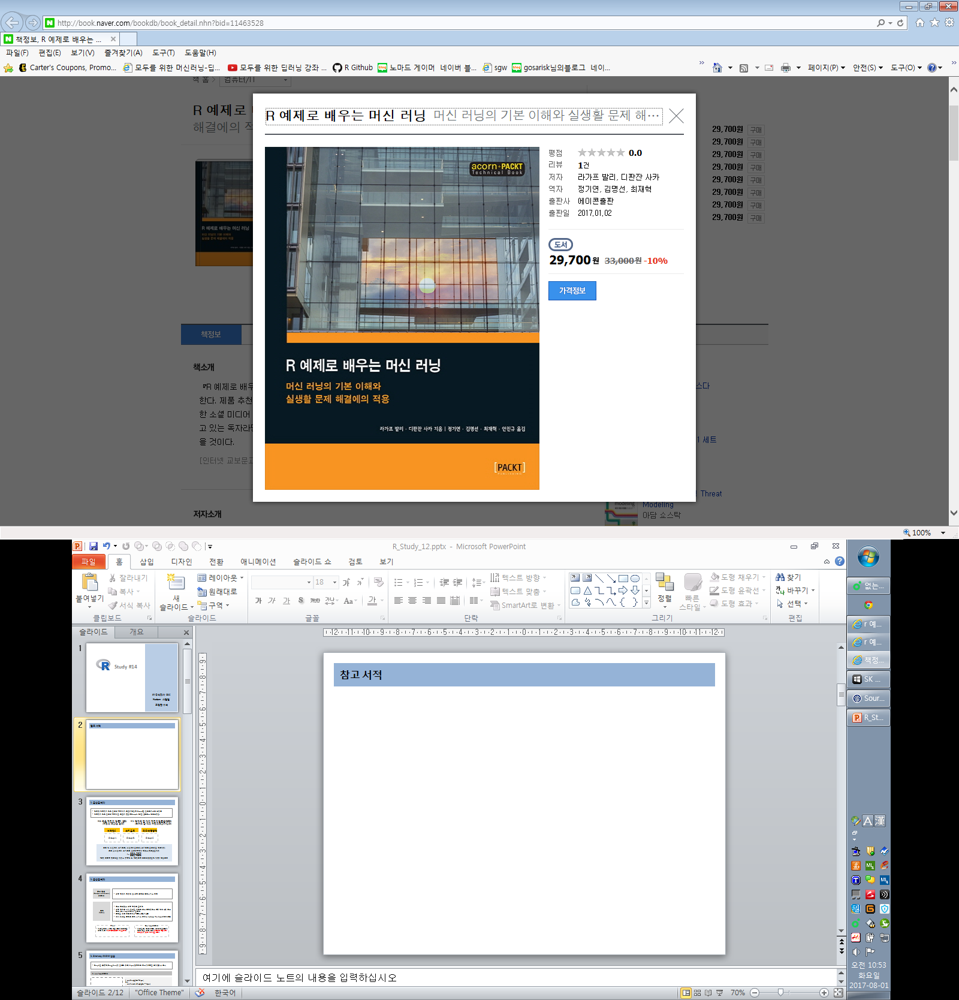 http://book.naver.com/bookdb/book_detail.nhn?bid=11463528
책정보, R 예제로 배우는 ...
파일(F) 편집(E) 보기(V) 즐겨찾기(A) 도구(T) 도움말(H)
Carter's Coupons, Promo... 모두를 위한 머신러닝-딥... 모두를 위한 딥러닝 강좌 ... R Github 노마드 게이머 네이버 블... sgw gosarisk님의블로그 네이... 페이지(P) 안전(S) 도구(O)
책 홈 컴퓨터/IT
R 예제로
해결에의 적
R 예제로 배우는 머신 러닝 머신 러닝의 기본 이해와 실생활 문제 해…
acorn+PACKT
Technical Book
평점 0.0
리뷰 1건
저자 라가프 발리, 디판잔 사카
역자 정기연, 김명선, 최재혁
출판사 에이콘출판
출판일 2017.01.02
도서
29,700원 33,000원 -10%
가격정보
29,700원 구매
29,700원 구매
29,700원 구매
29,700원 구매
29,700원 구매
29,700원 구매
29,700원 구매
29,700원 구매
R 예제로 배우는 머신 러닝
머신 러닝의 기본 이해와
실생활 문제 해결에의 적용
라가프 발리 · 디판잔 사카 지음 | 정기연 · 김명선 · 최재혁 · 안진규 옮김
[PACKT]
PUBLISHING
책정보
책소개
『R 예제로 배우
한다. 제품 추천
한 소셜 미디어
고 있는 독자라면
을 것이다.
[인터넷 교보문고
저자소개
스다
1 세트
Threat
Modeling
아담 쇼스탁
100%
R_Study_12.pptx - Microsoft PowerPoint
파일 홈 삽입 디자인 전환 애니메이션 슬라이드 쇼 검토 보기
붙여넣기 잘라내기 복사 서식 복사
클립보드
새 슬라이드 레이아웃 원래대로 구역
슬라이드
18
가 가 가 S 가 Aa 가
글꼴
텍스트 방향
텍스트 맞춤
SmartArt로 변환
단락
정렬 빠른 스타일 도형 채우기 도형 윤곽선 도형 효과
그리기
찾기
바꾸기
선택
편집
슬라이드 개요
1
R Study #14
2
참고 서적
3
4
5
참고 서적
여기에 슬라이드 노트의 내용을 입력하십시오
슬라이드 2/12 "Office Theme" 한국어 70%
없는...
r 예...
r 예...
책정...
SK ...
Sour...
R_St...
A 漢
오전 10:53
화요일
2017-08-01